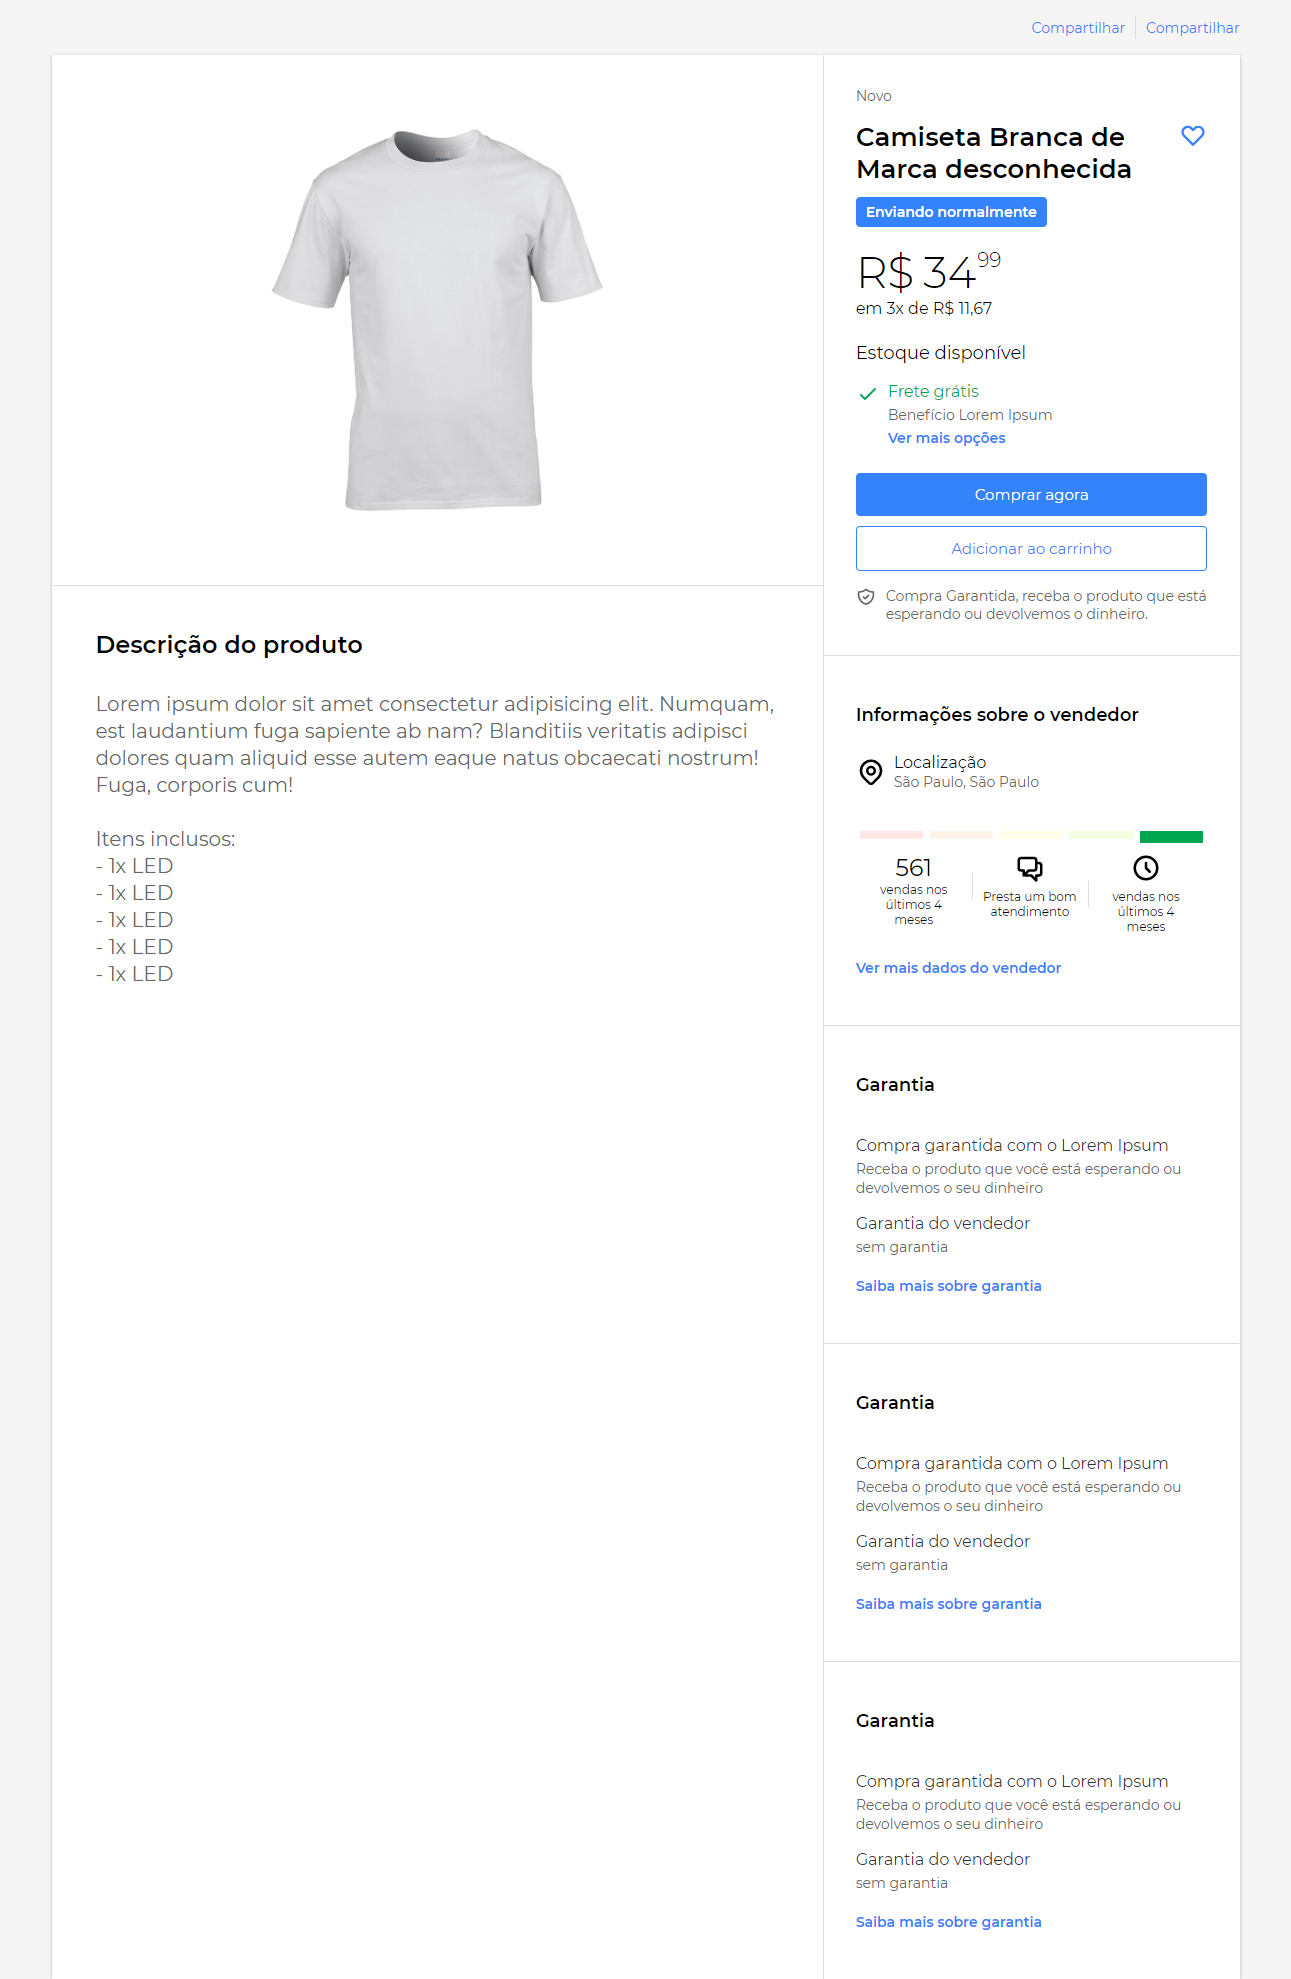 Compartilhar
Compartilhar
Novo
Camiseta Branca de
Marca desconhecida
Enviando normalmente
R$ 34 99
em 3x de R$ 11,67
Estoque disponível
Frete grátis
Benefício Lorem Ipsum
Ver mais opções
Comprar agora
Adicionar ao carrinho
Compra Garantida, receba o produto que está
esperando ou devolvemos o dinheiro.
Descrição do produto
Lorem ipsum dolor sit amet consectetur adipisicing elit. Numquam,
est laudantium fuga sapiente ab nam? Blanditiis veritatis adipisci
dolores quam aliquid esse autem eaque natus obcaecati nostrum!
Fuga, corporis cum!
Itens inclusos:
- 1x LED
- 1x LED
- 1x LED
- 1x LED
- 1x LED
Informações sobre o vendedor
Localização
São Paulo, São Paulo
561
vendas nos
últimos 4
meses
Presta um bom
atendimento
vendas nos
últimos 4
meses
Ver mais dados do vendedor
Garantia
Compra garantida com o Lorem Ipsum
Receba o produto que você está esperando ou
devolvemos o seu dinheiro
Garantia do vendedor
sem garantia
Saiba mais sobre garantia
Garantia
Compra garantida com o Lorem Ipsum
Receba o produto que você está esperando ou
devolvemos o seu dinheiro
Garantia do vendedor
sem garantia
Saiba mais sobre garantia
Garantia
Compra garantida com o Lorem Ipsum
Receba o produto que você está esperando ou
devolvemos o seu dinheiro
Garantia do vendedor
sem garantia
Saiba mais sobre garantia